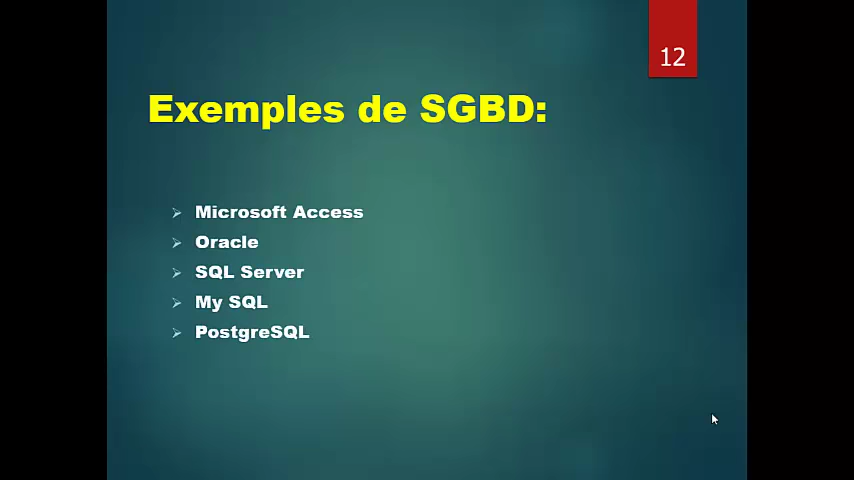 12
Exemples de SGBD:
Microsoft Access
Oracle
SQL Server
My SQL
PostgreSQL